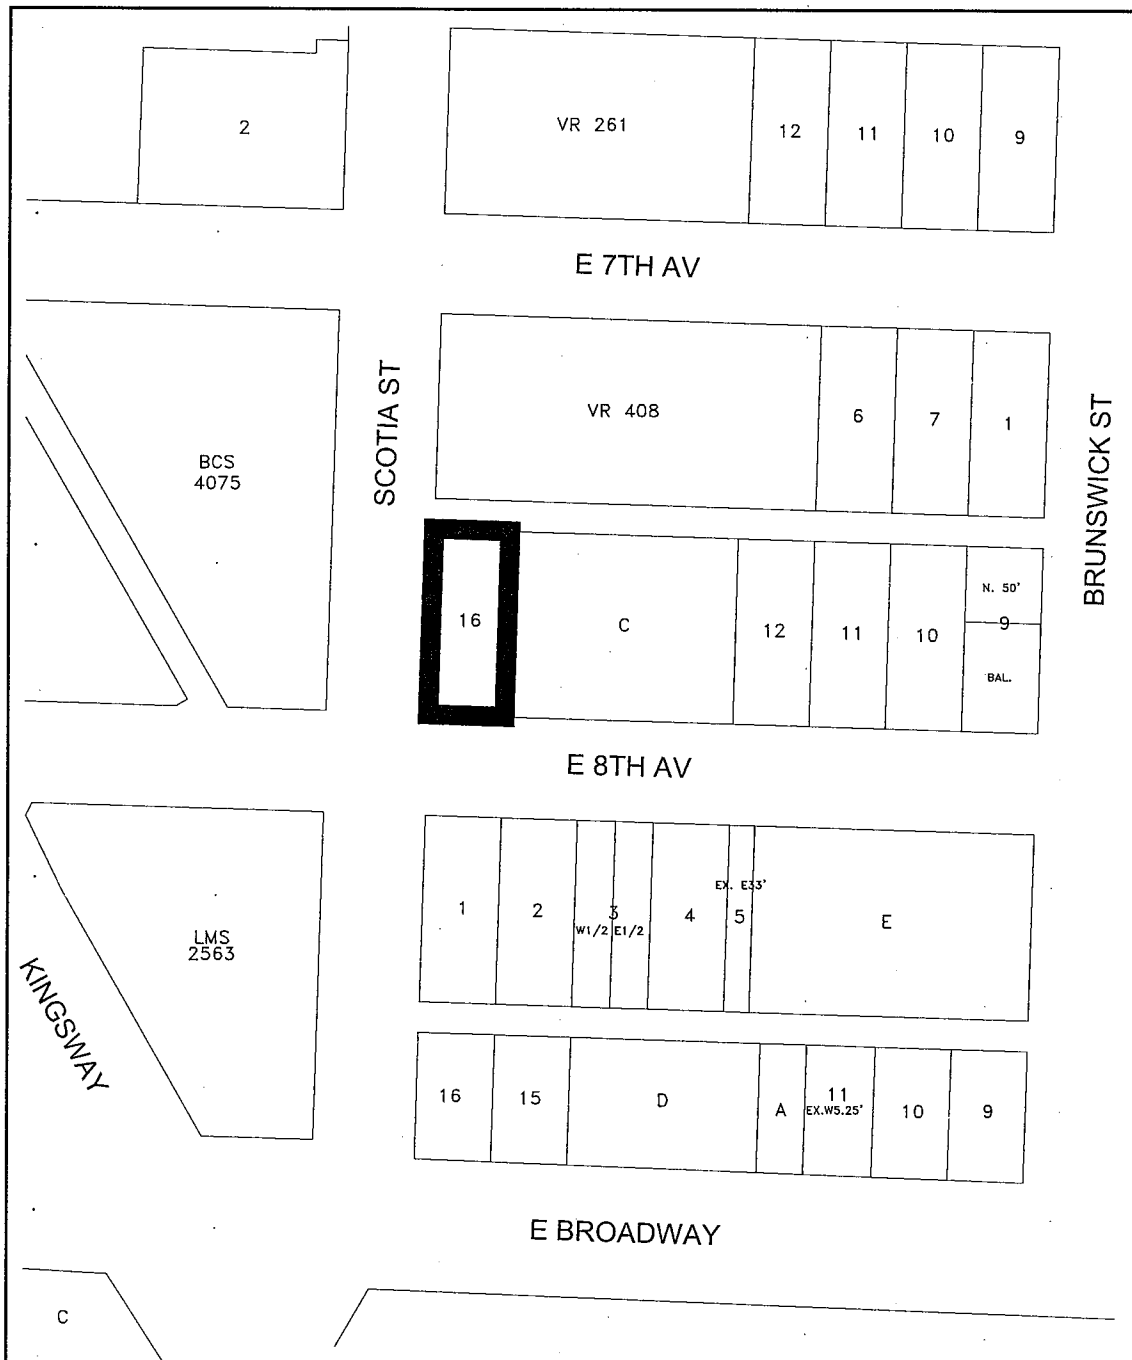 2
VR 261
12
11
10
9
E 7TH AV
SCOTIA ST
BRUNSWICK ST
VR 408
6
7
1
BCS
4075
16
C
12
11
10
N. 50'
9
BAL.
E 8TH AV
LMS
2563
KINGSWAY
1
2
3
W1/2 E1/2
4
EX. E33'
5
E
16
15
D
A
11
EX.W5.25'
10
9
E BROADWAY
C